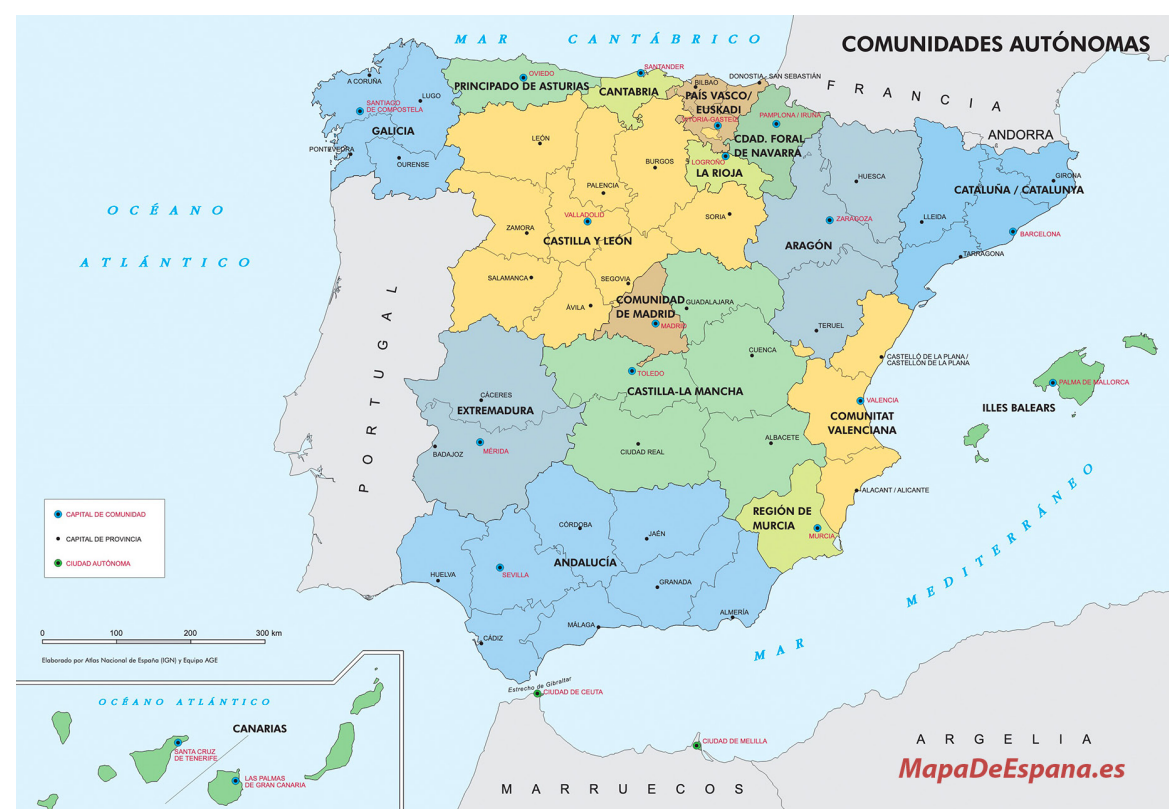 MAR CANTÁBRICO
COMUNIDADES AUTÓNOMAS
FRANCIA
ANDORRA
A CORUÑA
LUGO
SANTIAGO
DE COMPOSTELA
GALICIA
PONTEVEDRA
OURENSE
OVIEDO
PRINCIPADO DE ASTURIAS
SANTANDER
CANTABRIA
BILBAO
DONOSTIA - SAN SEBASTIÁN
PAÍS VASCO/
EUSKADI
VITORIA-GASTEIZ
PAMPLONA / IRUÑA
CDAD. FORAL
DE NAVARRA
LOGROÑO
LA RIOJA
HUESCA
ZARAGOZA
ARAGÓN
TERUEL
GIRONA
CATALUÑA / CATALUNYA
LLEIDA
BARCELONA
TARRAGONA
LEÓN
BURGOS
PALENCIA
VALLADOLID
SORIA
ZAMORA
CASTILLA Y LEÓN
SALAMANCA
SEGOVIA
ÁVILA
COMUNIDAD
DE MADRID
MADRID
GUADALAJARA
CUENCA
TOLEDO
CASTILLA-LA MANCHA
CIUDAD REAL
ALBACETE
CASTELLÓ DE LA PLANA /
CASTELLÓN DE LA PLANA
VALENCIA
COMUNITAT
VALENCIANA
ALACANT / ALICANTE
PALMA DE MALLORCA
ILLES BALEARS
CÁCERES
EXTREMADURA
BADAJOZ
MÉRIDA
REGIÓN DE
MURCIA
MURCIA
CÓRDOBA
JAÉN
ANDALUCÍA
HUELVA
SEVILLA
GRANADA
ALMERÍA
MÁLAGA
CÁDIZ
OCÉANO
ATLÁNTICO
PORTUGAL
MAR MEDITERRÁNEO
CAPITAL DE COMUNIDAD
CAPITAL DE PROVINCIA
CIUDAD AUTÓNOMA
0 100 200 300 km
Elaborado por Atlas Nacional de España (IGN) y Equipo AGE
Estrecho de Gibraltar
CIUDAD DE CEUTA
CIUDAD DE MELILLA
OCÉANO ATLÁNTICO
CANARIAS
SANTA CRUZ
DE TENERIFE
LAS PALMAS
DE GRAN CANARIA
ARGELIA
MapaDeEspana.es
MARRUECOS